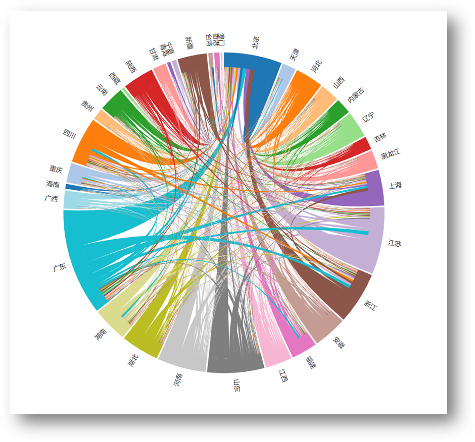 北京
天津
河北
山西
内蒙古
辽宁
吉林
黑龙江
上海
江苏
浙江
安徽
福建
江西
山东
河南
湖北
湖南
广东
广西
海南
重庆
四川
贵州
云南
西藏
陕西
甘肃
青海
宁夏
新疆
台湾